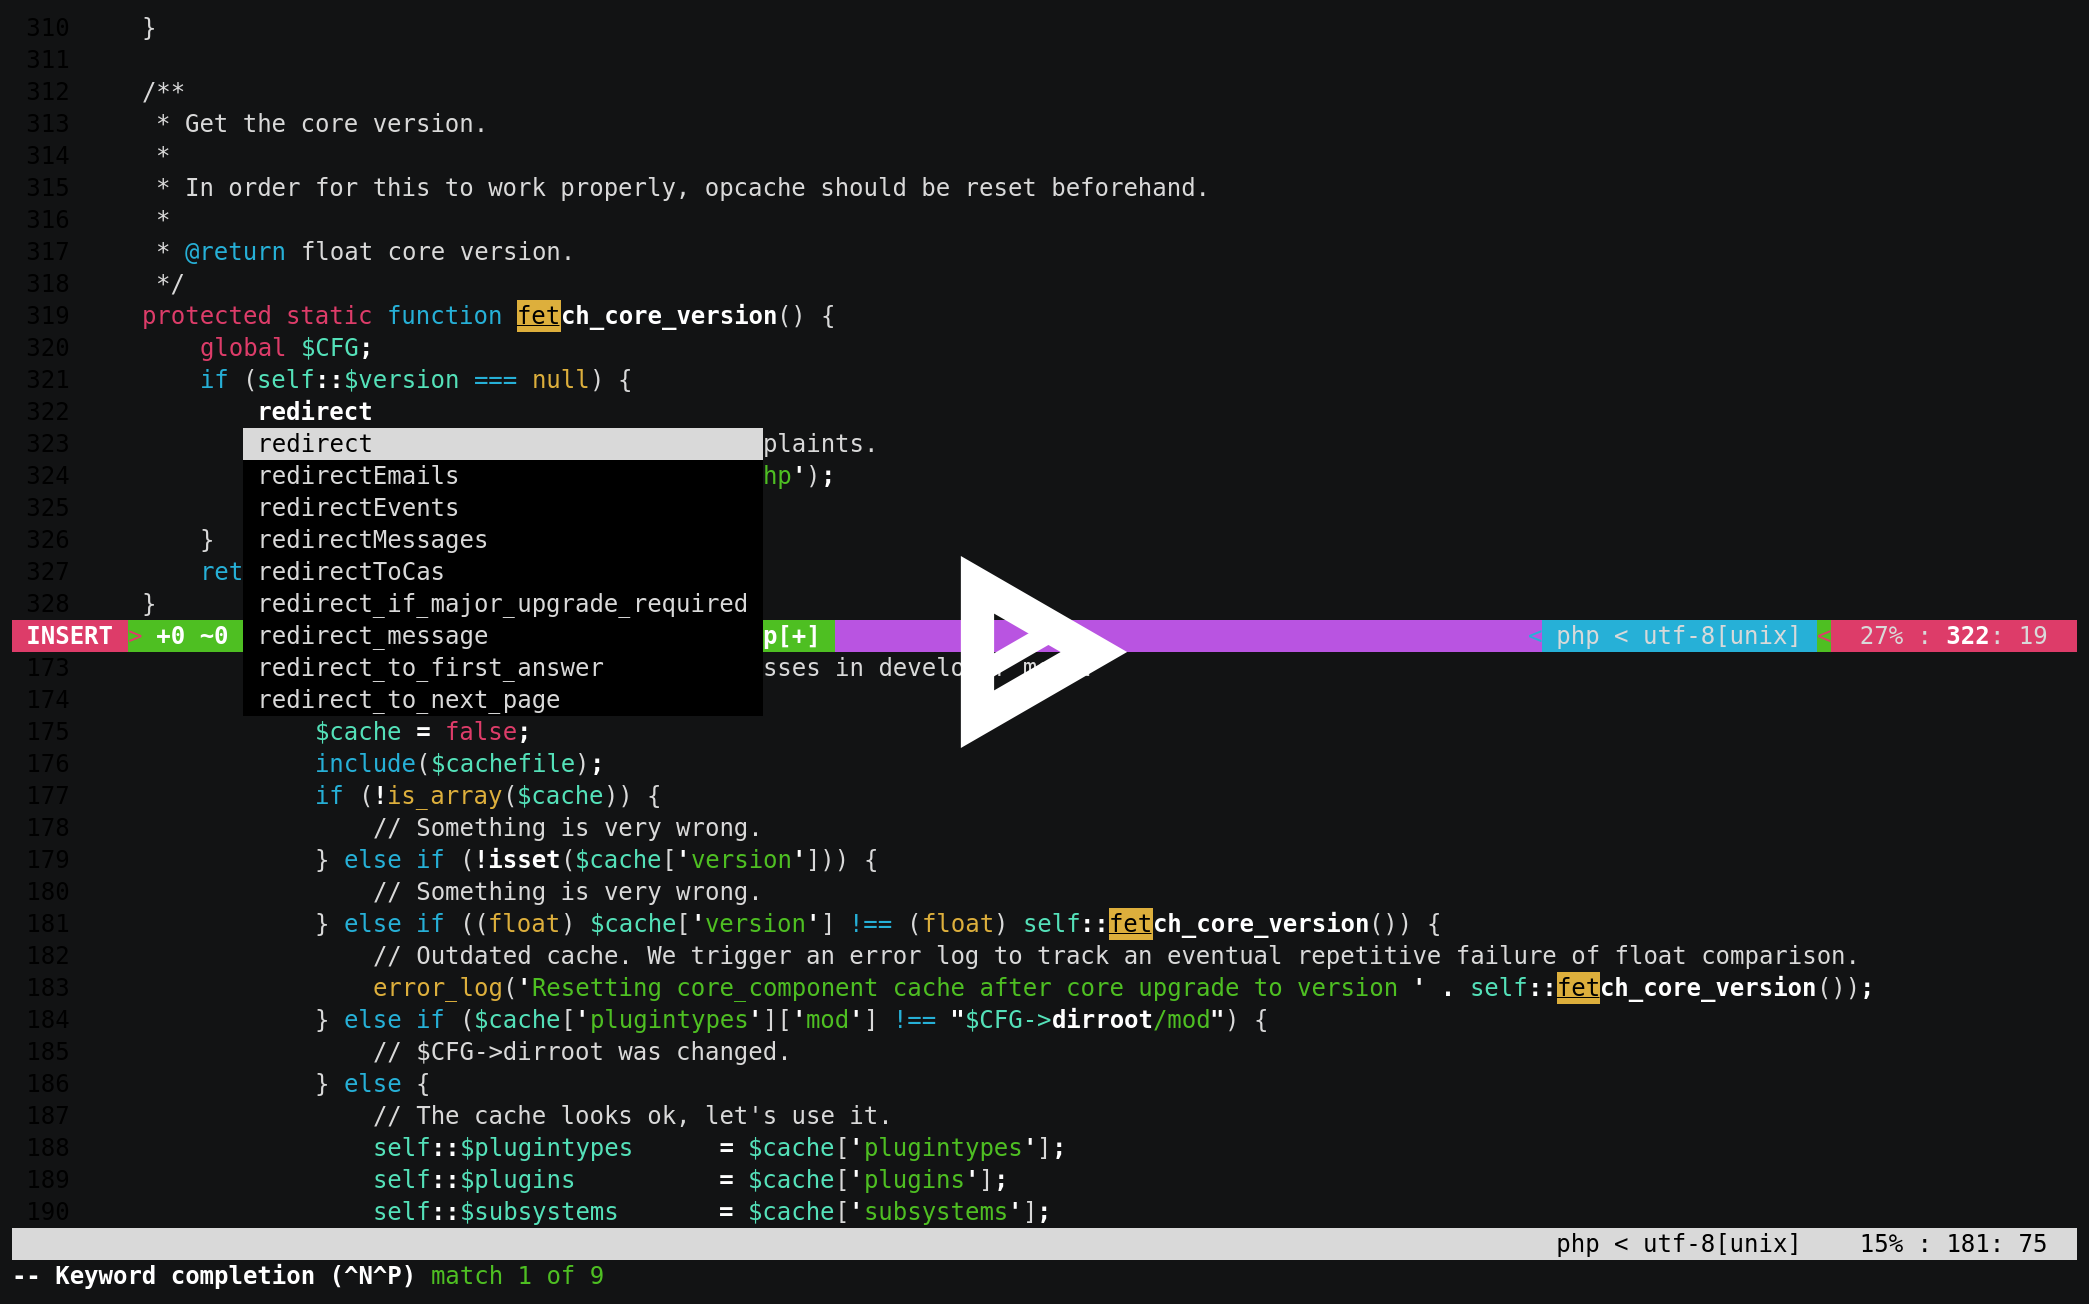 310     }
311
312     /**
313      * Get the core version.
314      *
315      * In order for this to work properly, opcache should be reset beforehand.
316      *
317      * @return float core version.
318      */
319     protected static function fetch_core_version() {
320         global $CFG;
321         if (self::$version === null) {
322             redirect
323             redirect                           plaints.
324             redirectEmails                     hp');
325             redirectEvents
326         }   redirectMessages
327         ret redirectToCas
328     }       redirect_if_major_upgrade_required
INSERT > +0 ~0 redirect_message                   p[+] < php < utf-8[unix] < 27% : 322: 19
173             redirect_to_first_answer           sses in develo
174             redirect_to_next_page
175                 $cache = false;
176                 include($cachefile);
177                 if (!is_array($cache)) {
178                     // Something is very wrong.
179                 } else if (!isset($cache['version'])) {
180                     // Something is very wrong.
181                 } else if ((float) $cache['version'] !== (float) self::fetch_core_version()) {
182                     // Outdated cache. We trigger an error log to track an eventual repetitive failure of float comparison.
183                     error_log('Resetting core_component cache after core upgrade to version ' . self::fetch_core_version());
184                 } else if ($cache['plugintypes']['mod'] !== "$CFG->dirroot/mod") {
185                     // $CFG->dirroot was changed.
186                 } else {
187                     // The cache looks ok, let's use it.
188                     self::$plugintypes      = $cache['plugintypes'];
189                     self::$plugins          = $cache['plugins'];
190                     self::$subsystems       = $cache['subsystems'];
php < utf-8[unix]    15% : 181: 75
-- Keyword completion (^N^P) match 1 of 9